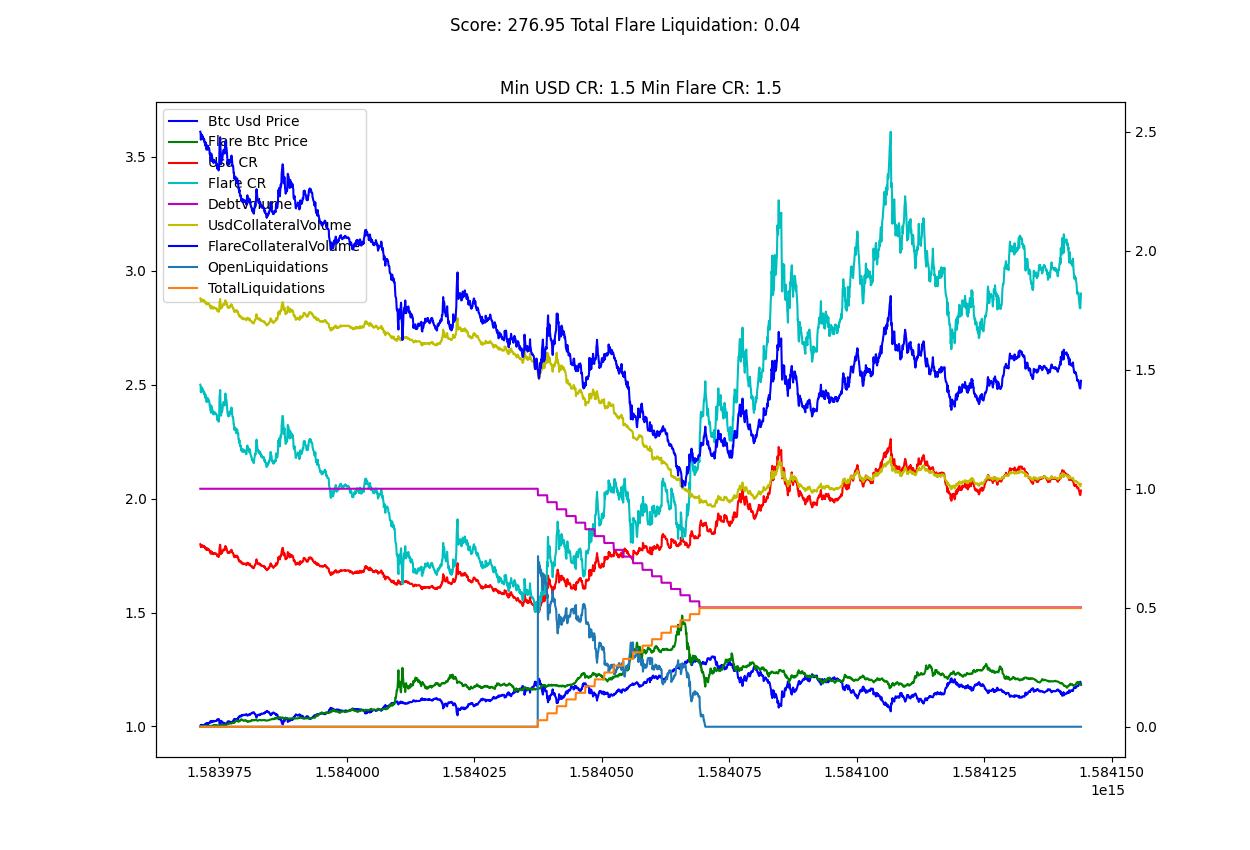 Score: 276.95 Total Flare Liquidation: 0.04
Min USD CR: 1.5 Min Flare CR: 1.5
Btc Usd Price
Flare Btc Price
Usd CR
Flare CR
DebtVolume
UsdCollateralVolume
FlareCollateralVolume
OpenLiquidations
TotalLiquidations
3.5
3.0
2.5
2.0
1.5
1.0
2.5
2.0
1.5
1.0
0.5
0.0
1.583975 1.584000 1.584025 1.584050 1.584075 1.584100 1.584125 1.584150
1e15